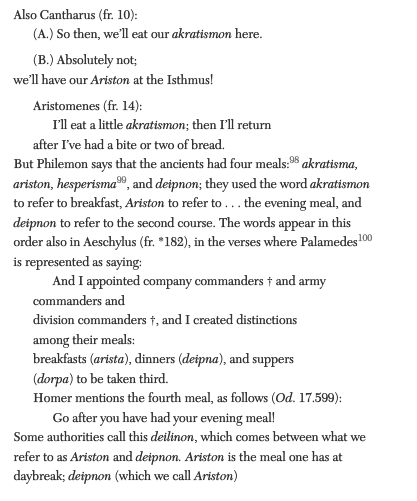 Also Cantharus (fr. 10):
(A.) So then, we’ll eat our akratismon here.
(B.) Absolutely not;
we’ll have our Ariston at the Isthmus!
Aristomenes (fr. 14):
I’ll eat a little akratismon; then I’ll return
after I’ve had a bite or two of bread.
But Philemon says that the ancients had four meals:98 akratisma,
ariston, hesperisma99, and deipnon; they used the word akratismon
to refer to breakfast, Ariston to refer to . . . the evening meal, and
deipnon to refer to the second course. The words appear in this
order also in Aeschylus (fr. *182), in the verses where Palamedes100
is represented as saying:
And I appointed company commanders † and army
commanders and
division commanders †, and I created distinctions
among their meals:
breakfasts (arista), dinners (deipna), and suppers
(dorpa) to be taken third.
Homer mentions the fourth meal, as follows (Od. 17.599):
Go after you have had your evening meal!
Some authorities call this deilinon, which comes between what we
refer to as Ariston and deipnon. Ariston is the meal one has at
daybreak; deipnon (which we call Ariston)